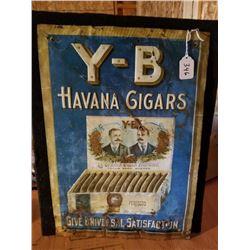 Y-B
346
HAVANA CIGARS
Y-B
GIVE UNIVERSAL SATISFACTION